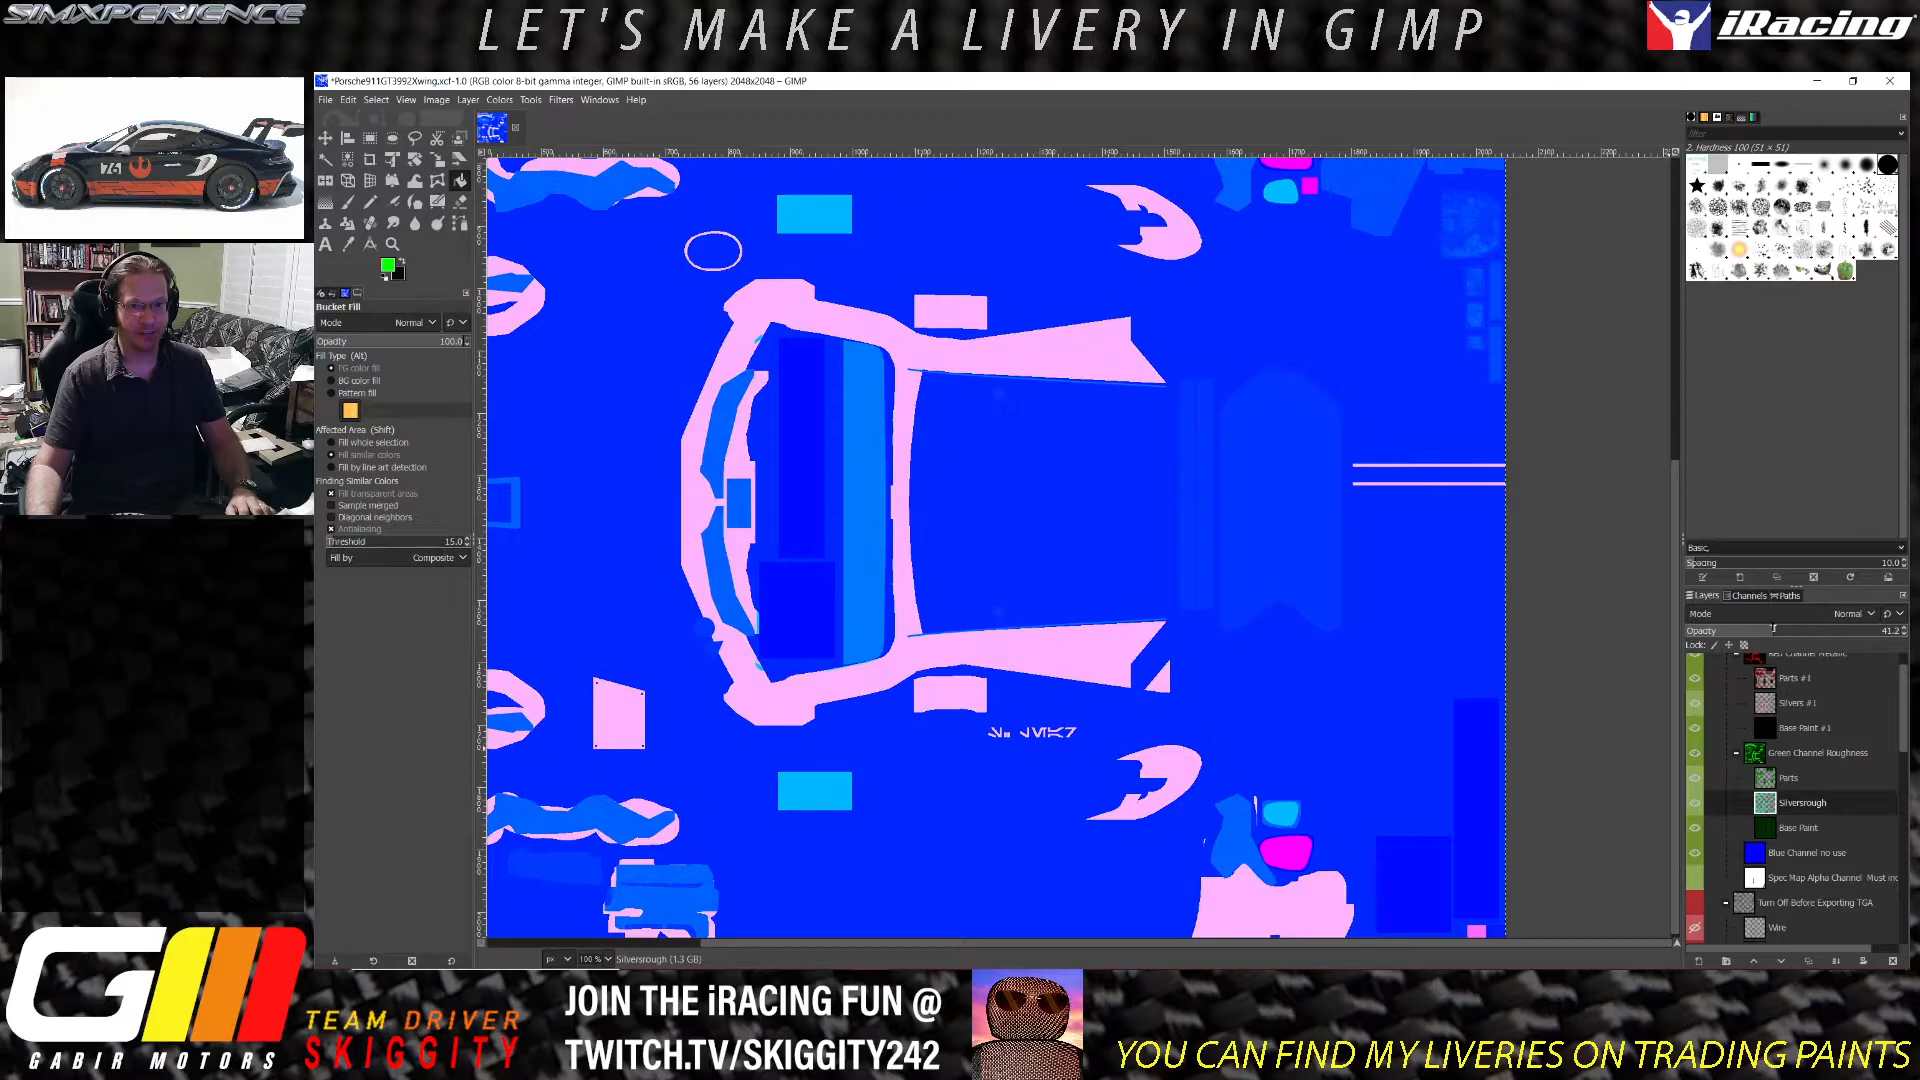 SIMXPERIENCE
LET'S MAKE A LIVERY IN GIMP
iRacing
*Porsche911GT3992Xwing.xcf-1.0 (RGB color 8-bit gamma integer, GIMP built-in sRGB, 56 layers) 2048x2048 – GIMP
File Edit Select View Image Layer Colors Tools Filters Windows Help
filter
2. Hardness 100 (51 × 51)
76
Bucket Fill
Mode Normal
Opacity 100.0
Fill Type (Alt)
FG color fill
BG color fill
Pattern fill
Affected Area (Shift)
Fill whole selection
Fill similar colors
Fill by line art detection
Finding Similar Colors
Fill transparent areas
Sample merged
Diagonal neighbors
Antialiasing
Threshold 15.0
Fill by Composite
Basic,
Spacing 10.0
Layers Channels Paths
Mode Normal
Opacity 41.2
Lock:
Red Channel Metallic
Parts #1
Silvers #1
Base Paint #1
Green Channel Roughness
Parts
Silversrough
Base Paint
Blue Channel no use
Spec Map Alpha Channel Must inc
Turn Off Before Exporting TGA
Wire
px 100 % Silversrough (1.3 GB)
GM
GABIR MOTORS
TEAM DRIVER
SKIGGITY
JOIN THE iRACING FUN @
TWITCH.TV/SKIGGITY242
YOU CAN FIND MY LIVERIES ON TRADING PAINTS